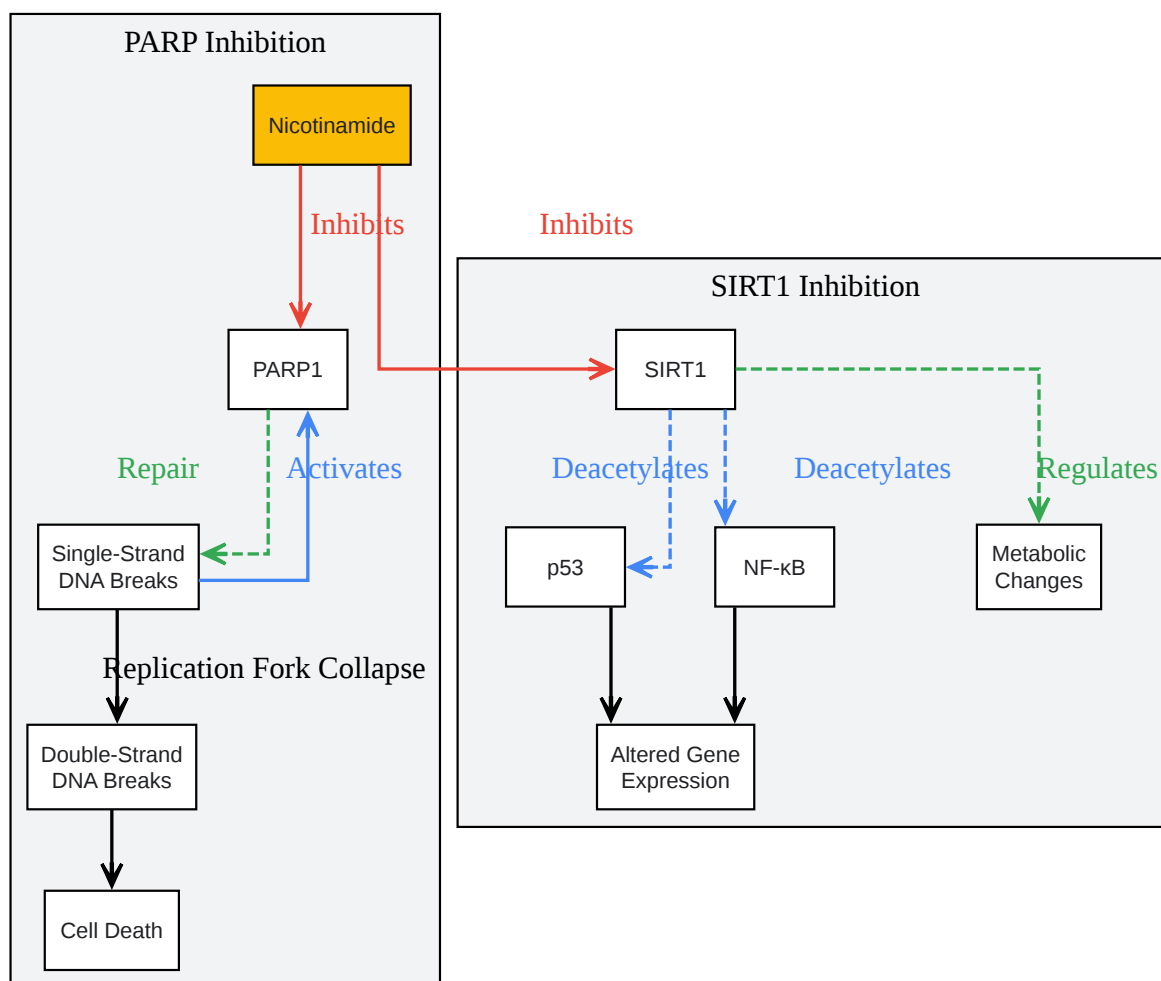 PARP Inhibition
Nicotinamide
Inhibits
Inhibits
SIRT1 Inhibition
PARP1
SIRT1
Repair
Activates
Deacetylates
Deacetylates
Regulates
Single-Strand
DNA Breaks
p53
NF-κB
Metabolic
Changes
Replication Fork Collapse
Double-Strand
DNA Breaks
Altered Gene
Expression
Cell Death